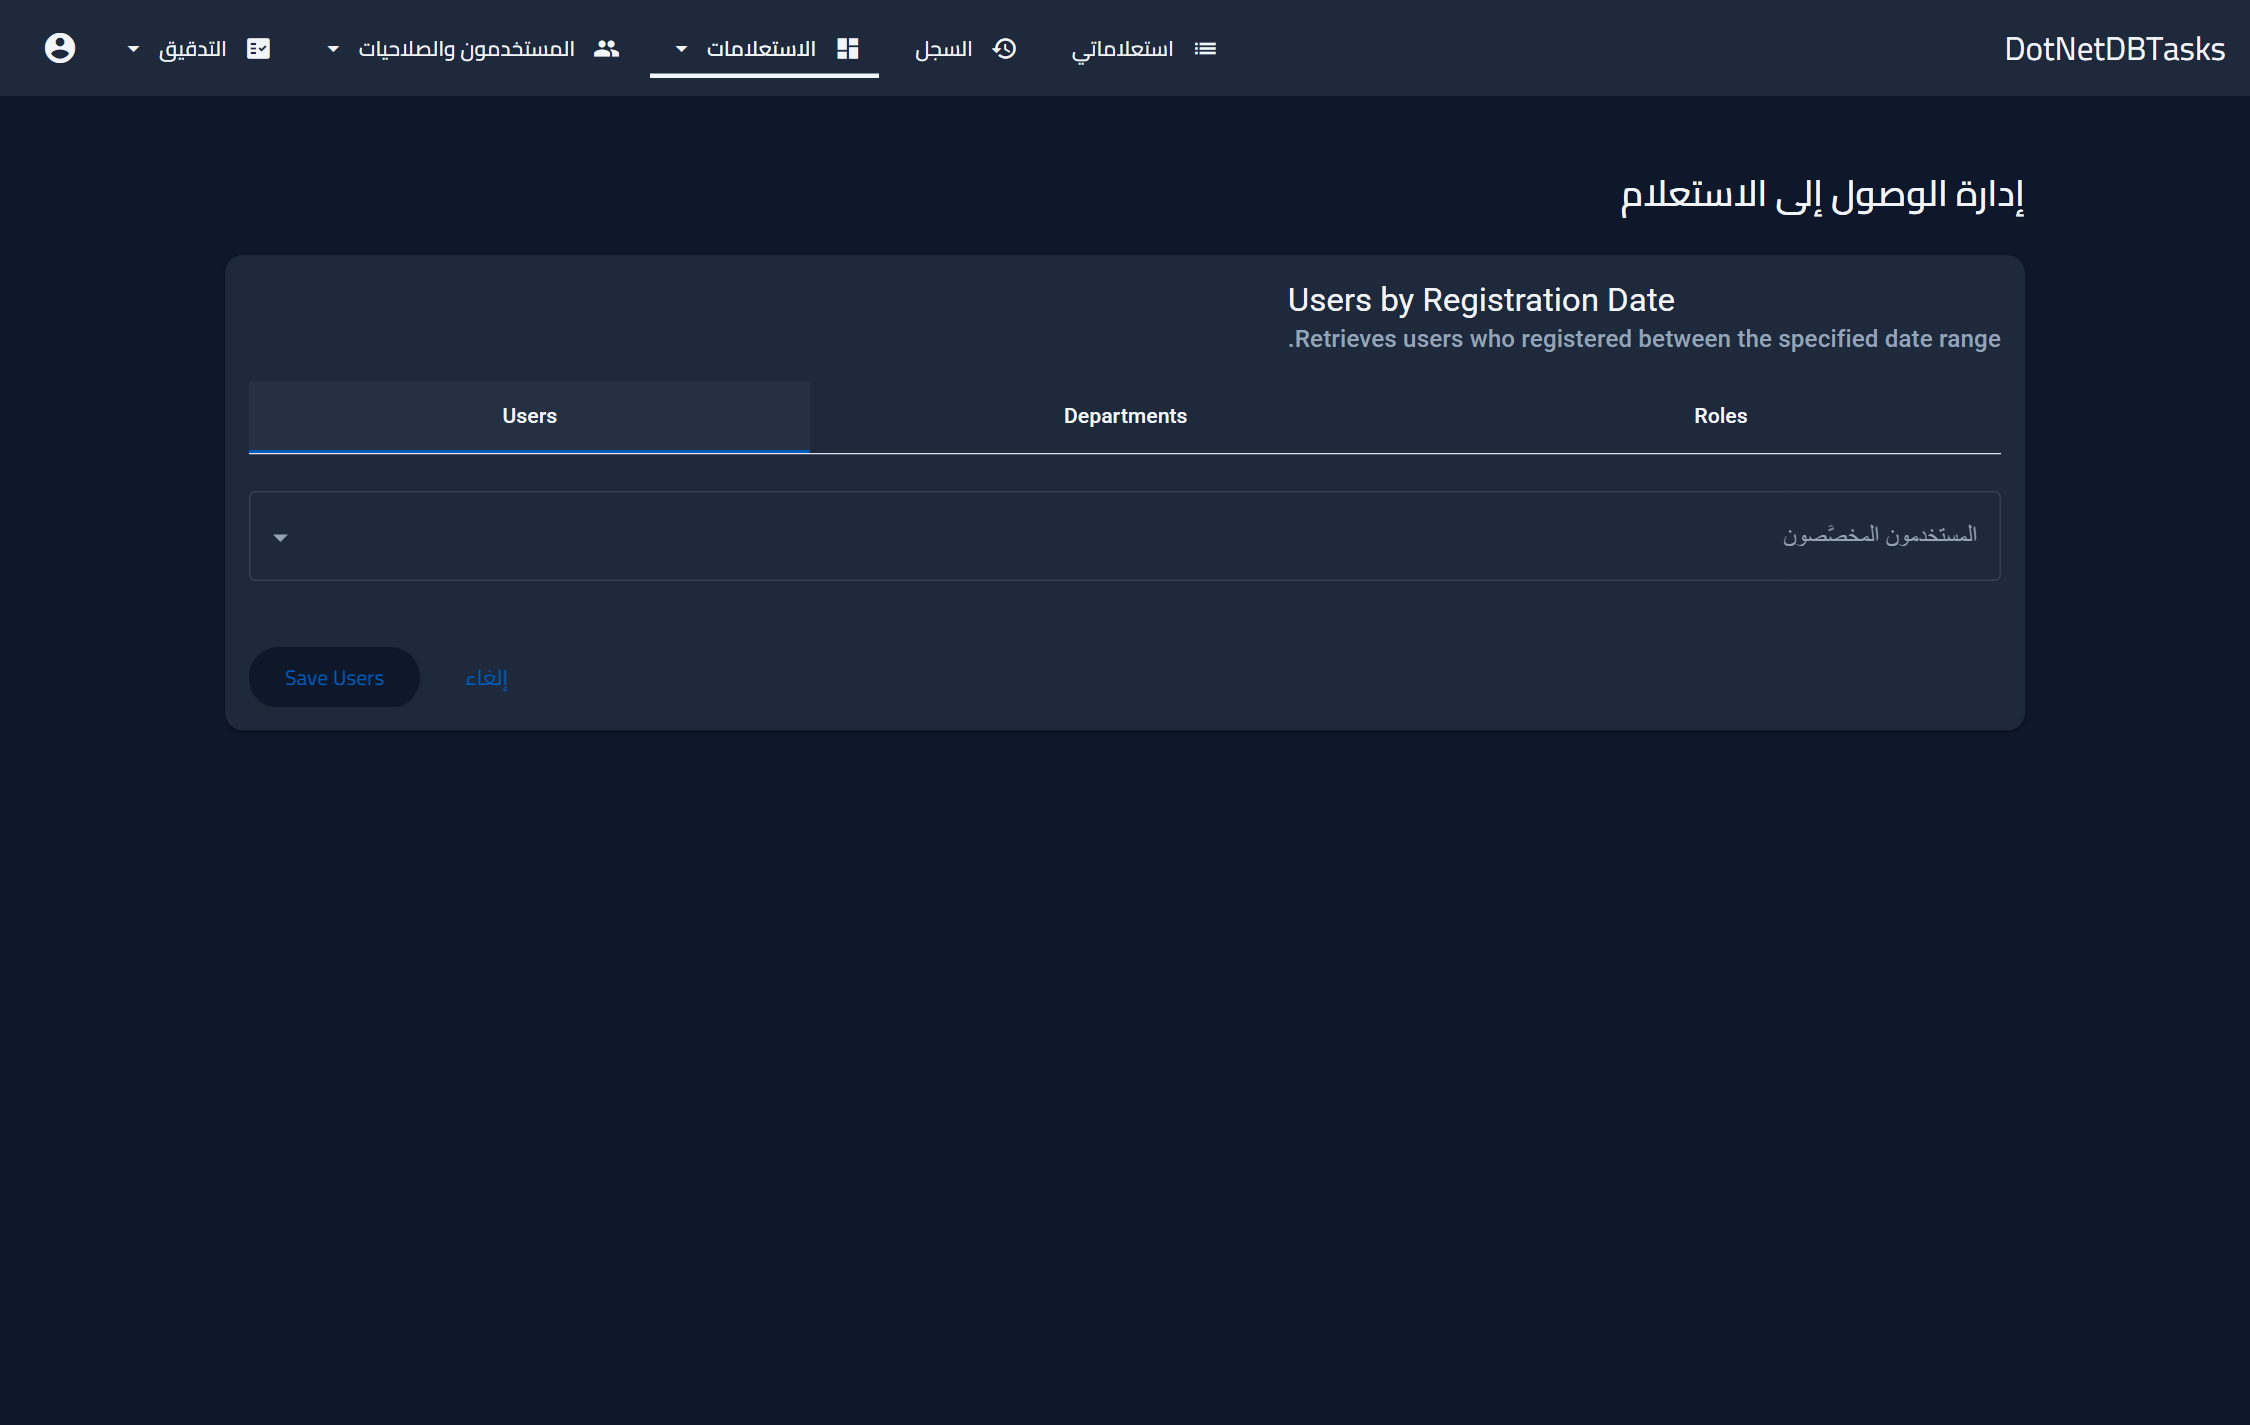 DotNetDBTasks
استعلاماتي
السجل
الاستعلامات
المستخدمون والصلاحيات
التدقيق
إدارة الوصول إلى الاستعلام
Users by Registration Date
.Retrieves users who registered between the specified date range
Users
Departments
Roles
المستخدمون المخصَّصون
Save Users
إلغاء